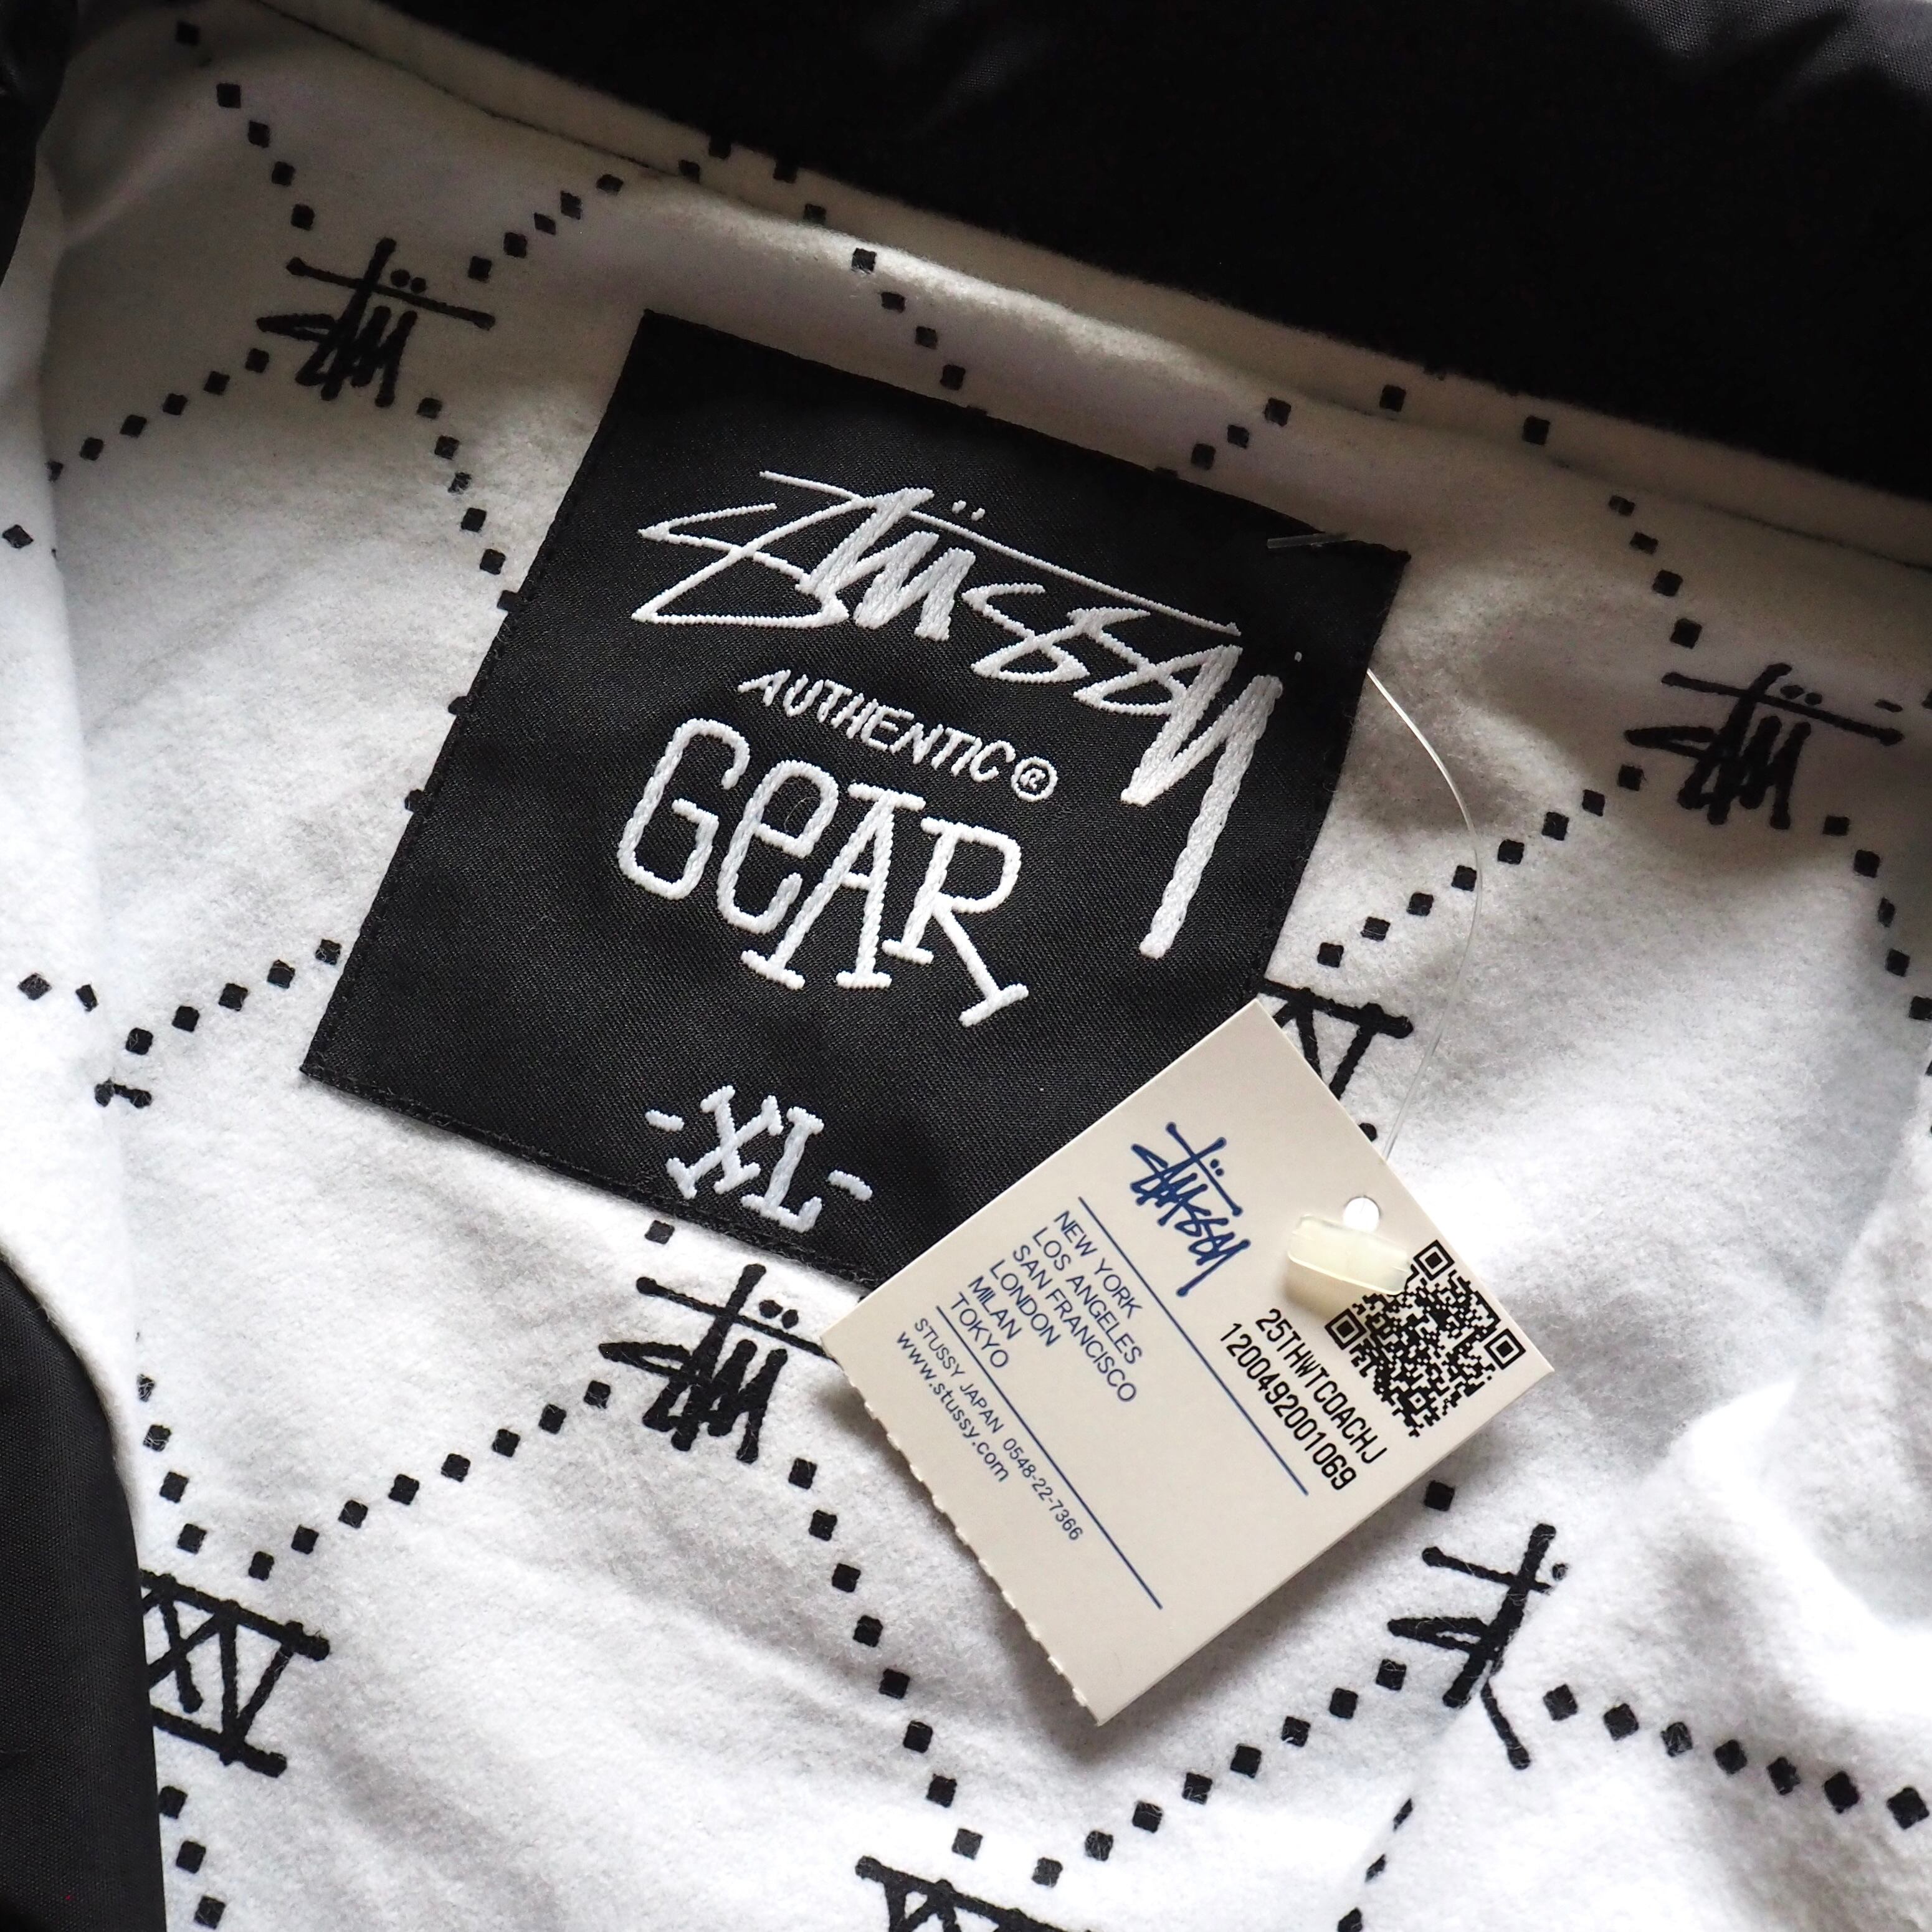 Stüssy
AUTHENTIC®
GEAR
-XL-
Stüssy
NEW YORK
LOS ANGELES
SAN FRANCISCO
LONDON
MILAN
TOKYO
STUSSY JAPAN 0548-22-7366
www.stussy.com
25THWTCOACHJ
1200492001069